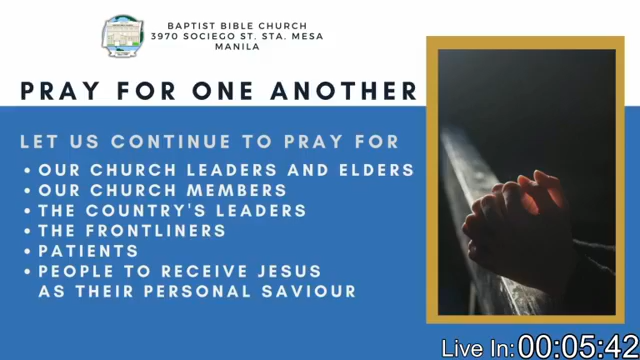 BAPTIST BIBLE CHURCH
3970 SOCIEGO ST. STA. MESA
MANILA
PRAY FOR ONE ANOTHER
LET US CONTINUE TO PRAY FOR
• OUR CHURCH LEADERS AND ELDERS
• OUR CHURCH MEMBERS
• THE COUNTRY'S LEADERS
• THE FRONTLINERS
• PATIENTS
• PEOPLE TO RECEIVE JESUS
AS THEIR PERSONAL SAVIOUR
Live In: 00:05:42